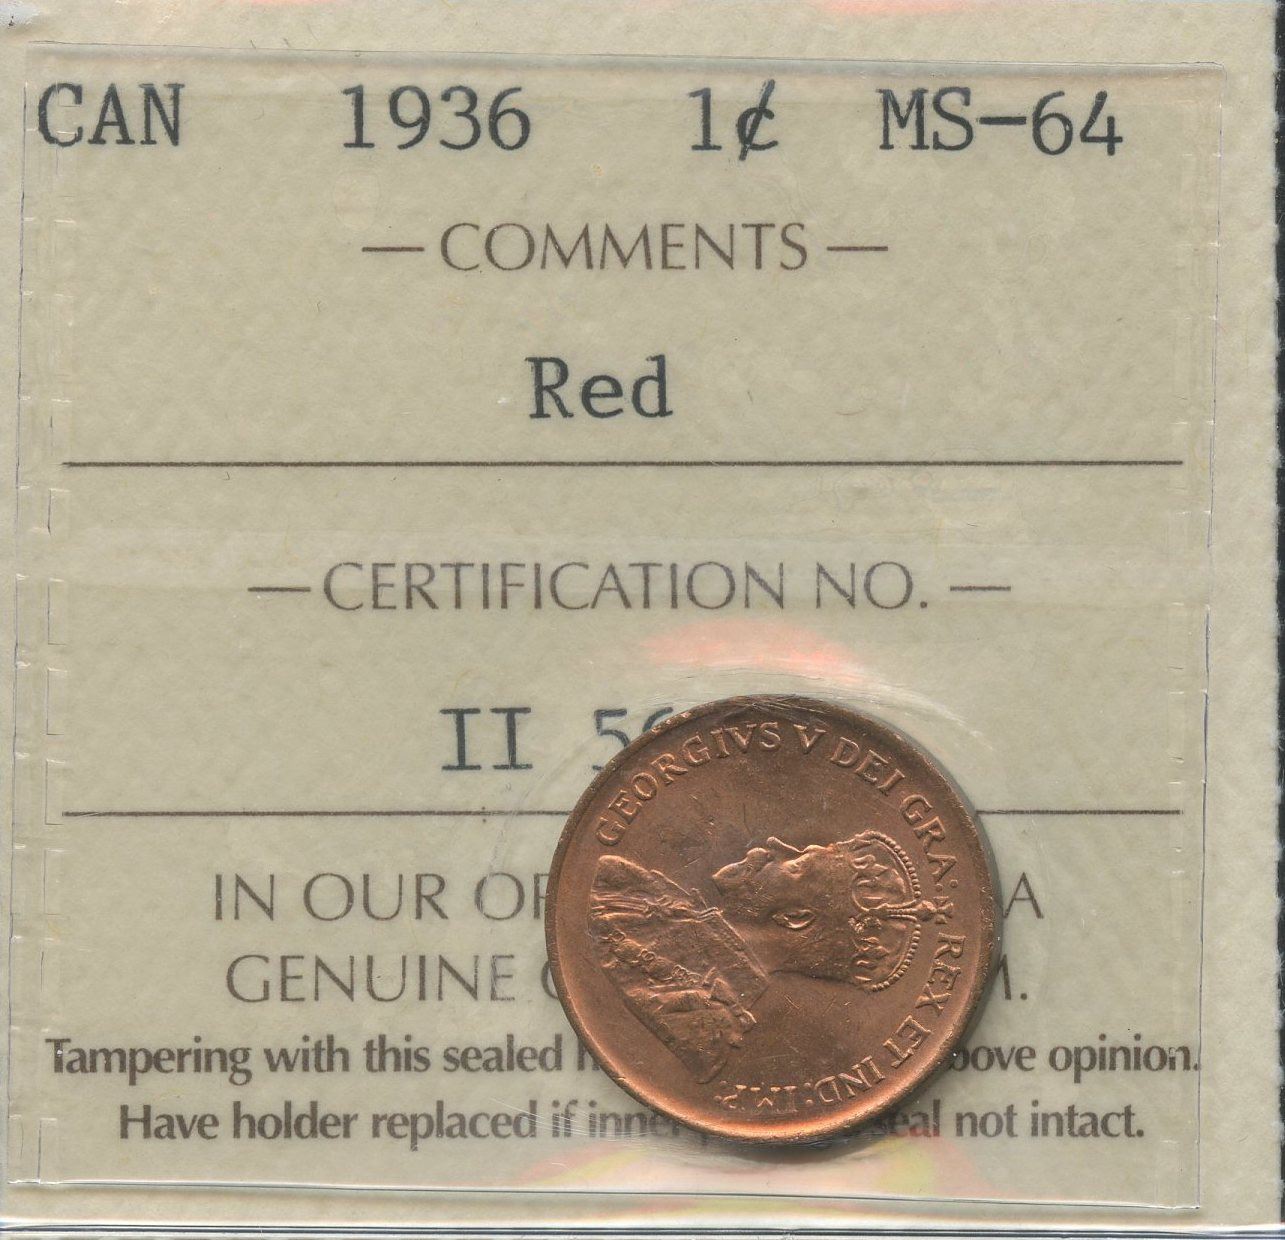 CAN 1936 1¢ MS-64
— COMMENTS —
Red
— CERTIFICATION NO. —
II
IN OUR A
GENUINE
Tampering with this sealed opinion.
Have holder replaced if not intact.
GEORGIVS V DEI GRA: REX ET IND: IMP: